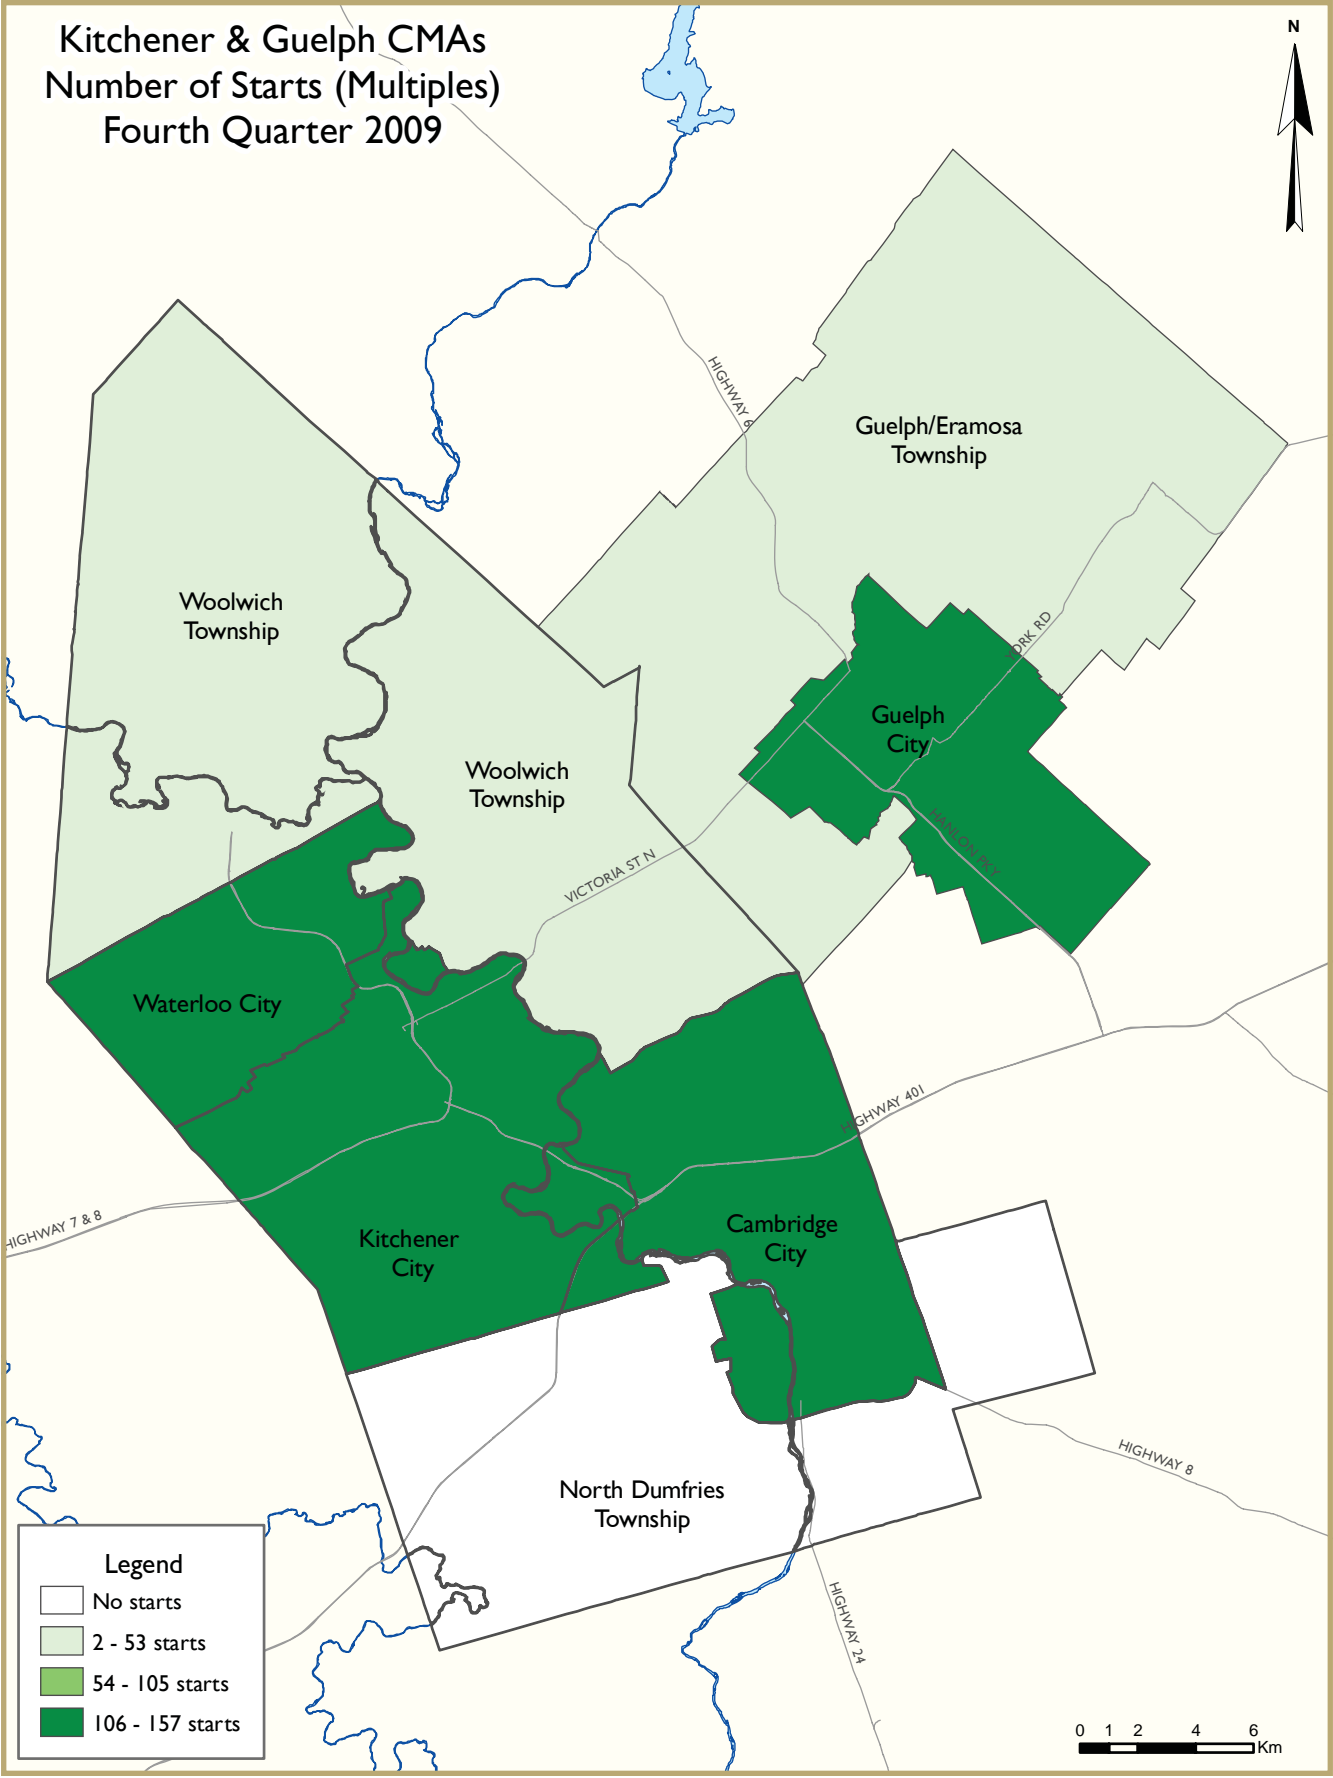 Kitchener & Guelph CMAs
Number of Starts (Multiples)
Fourth Quarter 2009
N
HIGHWAY 6
Guelph/Eramosa
Township
Woolwich
Township
YORK RD
Guelph
City
Woolwich
Township
HANLON PKY
VICTORIA ST N
Waterloo City
HIGHWAY 401
HIGHWAY 7 & 8
Kitchener
City
Cambridge
City
HIGHWAY 8
North Dumfries
Township
HIGHWAY 24
Legend
No starts
2 - 53 starts
54 - 105 starts
106 - 157 starts
0 1 2 4 6
Km